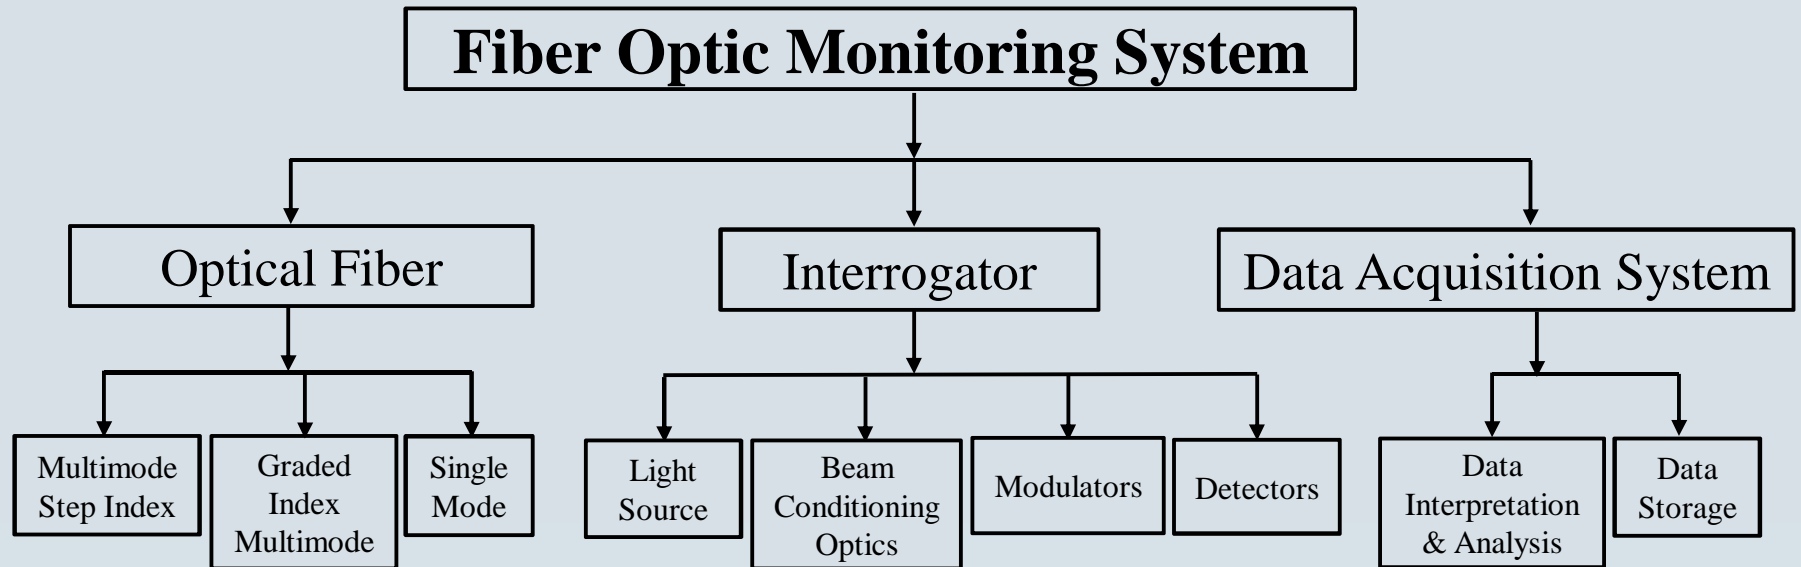 Fiber Optic Monitoring System
Optical Fiber
Interrogator
Data Acquisition System
Multimode
Step Index
Graded
Index
Multimode
Single
Mode
Light
Source
Beam
Conditioning
Optics
Modulators
Detectors
Data
Interpretation
& Analysis
Data
Storage